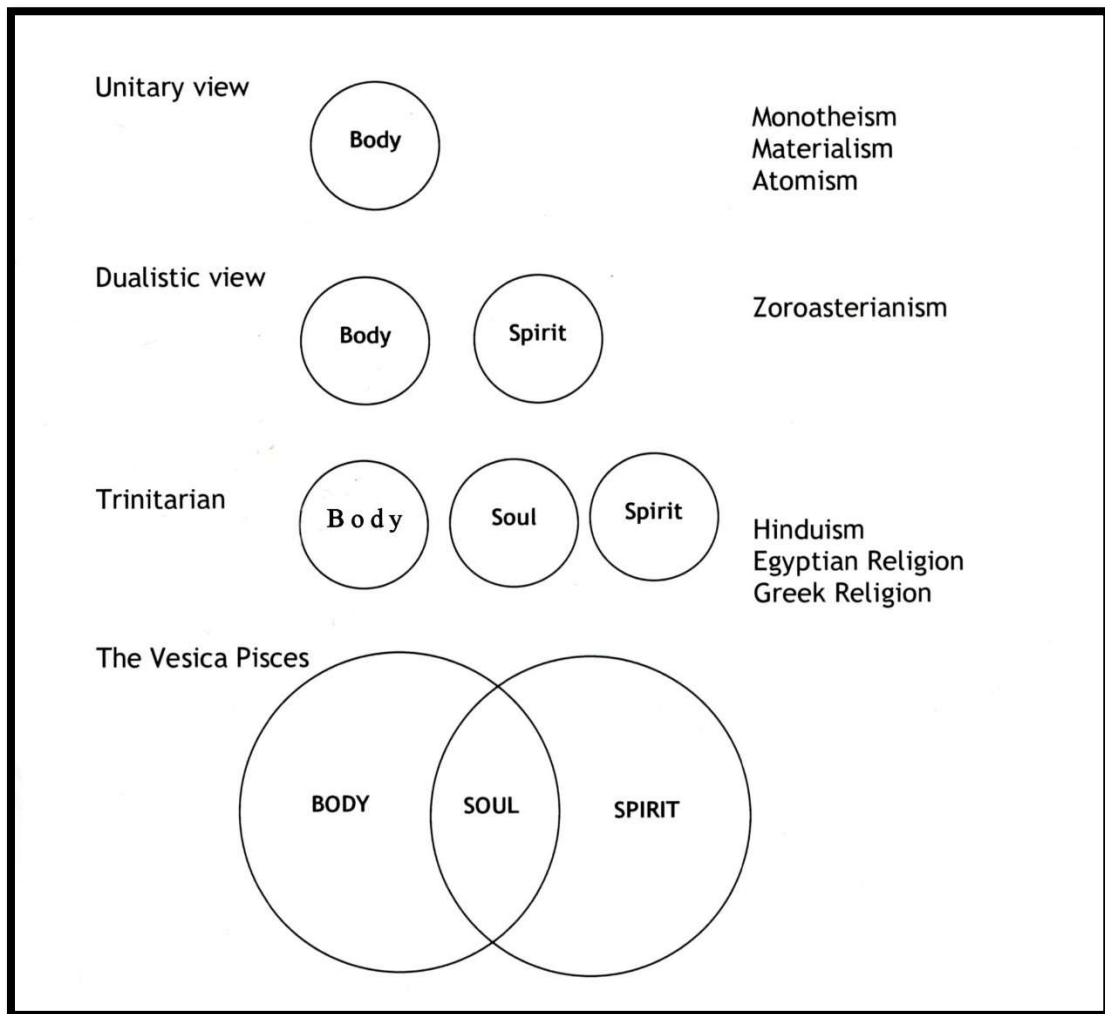 Unitary view
Body
Monotheism
Materialism
Atomism
Dualistic view
Body
Spirit
Zoroasterianism
Trinitarian
Body
Soul
Spirit
Hinduism
Egyptian Religion
Greek Religion
The Vesica Pisces
BODY
SOUL
SPIRIT